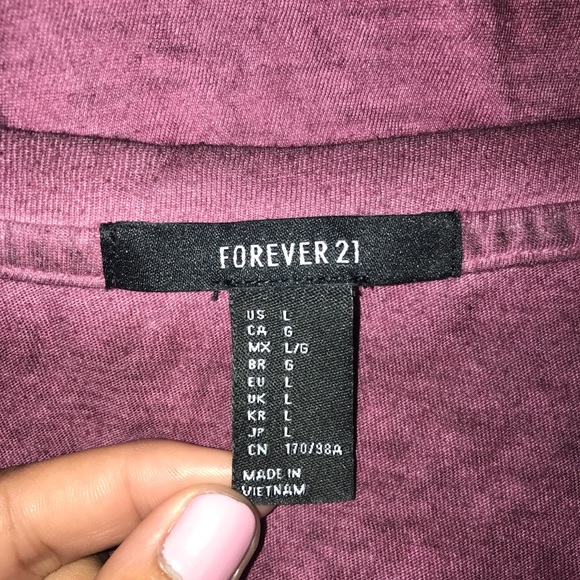 FOREVER 21
US L
CA G
MX L/G
BR G
EU L
UK L
KR L
JP L
CN 170/98A
MADE IN
VIETNAM